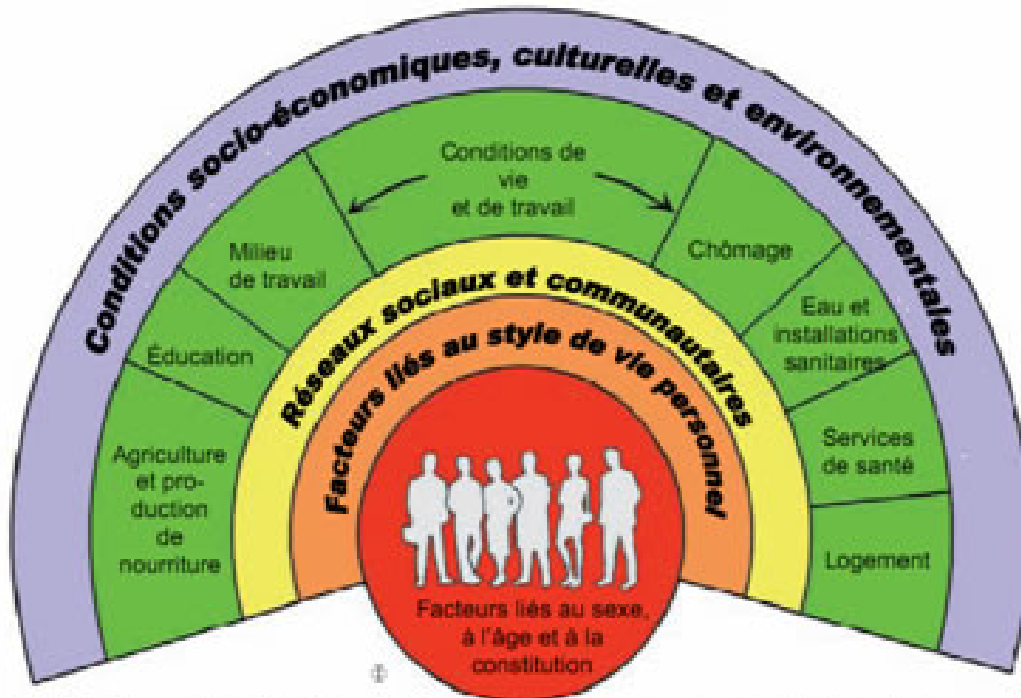 Conditions socio-économiques, culturelles et environnementales
Conditions de
vie
et de travail
Milieu
de travail
Chômage
Éducation
Eau et
installations
sanitaires
Agriculture
et pro-
duction
de
nourriture
Services
de santé
Logement
Réseaux sociaux et communautaires
Facteurs liés au style de vie personnel
Facteurs liés au sexe,
à l'âge et à la
constitution